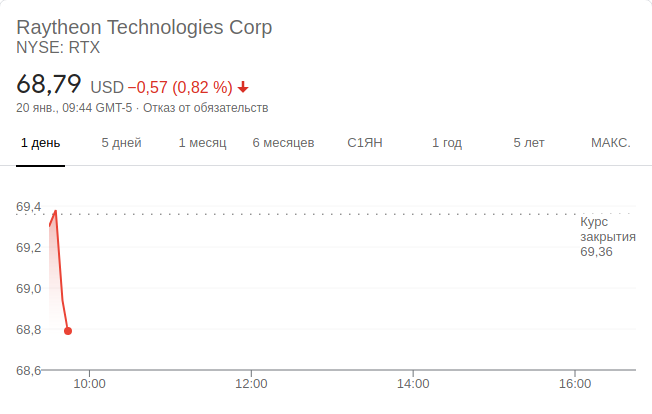 Raytheon Technologies Corp
NYSE: RTX
68,79 USD −0,57 (0,82 %)
20 янв., 09:44 GMT-5 · Отказ от обязательств
1 день 5 дней 1 месяц 6 месяцев С1ЯН 1 год 5 лет МАКС.
69,4
Курс
закрытия
69,2
69,36
69,0
68,8
68,6
10:00 12:00 14:00 16:00